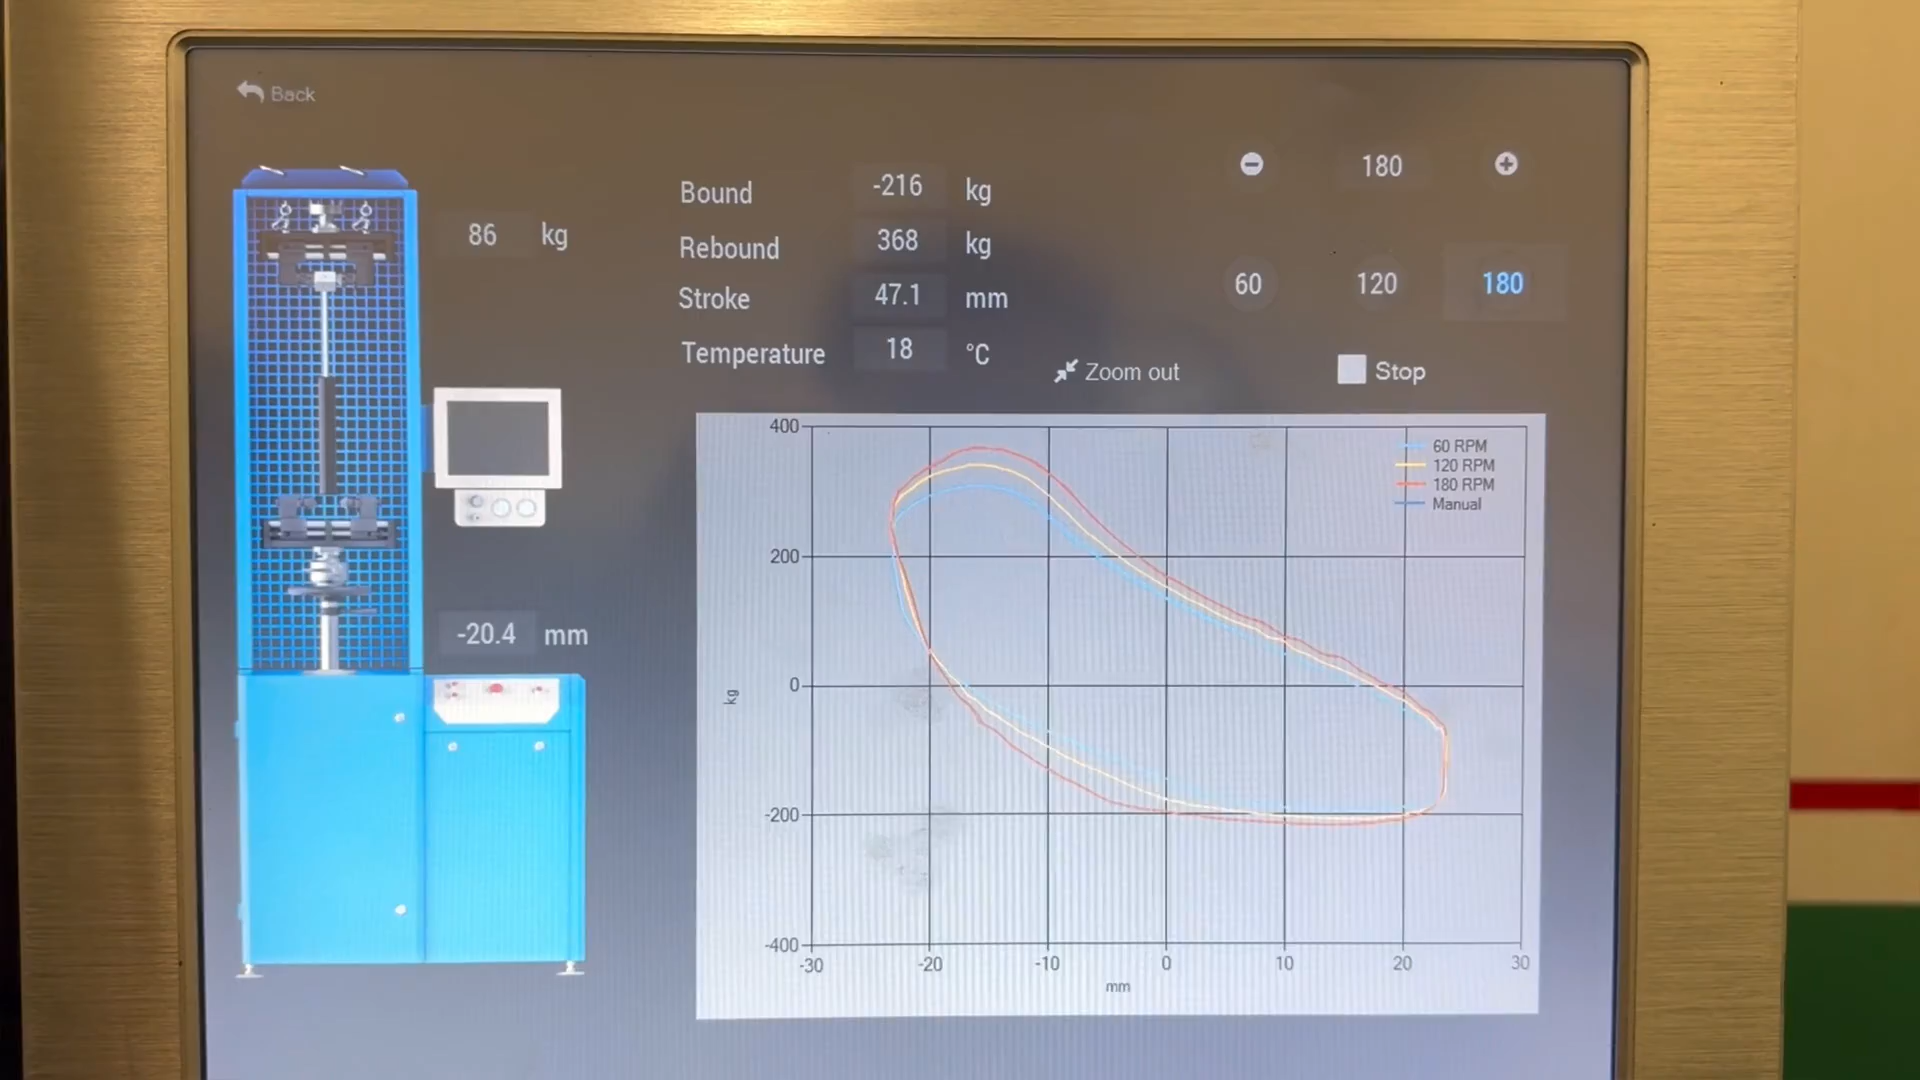 Back
86 kg
-20.4 mm
Bound -216 kg
Rebound 368 kg
Stroke 47.1 mm
Temperature 18 °C
180
60 120 180
Zoom out
Stop
60 RPM
120 RPM
180 RPM
Manual
400
200
0
-200
-400
kg
-30 -20 -10 0 10 20 30
mm